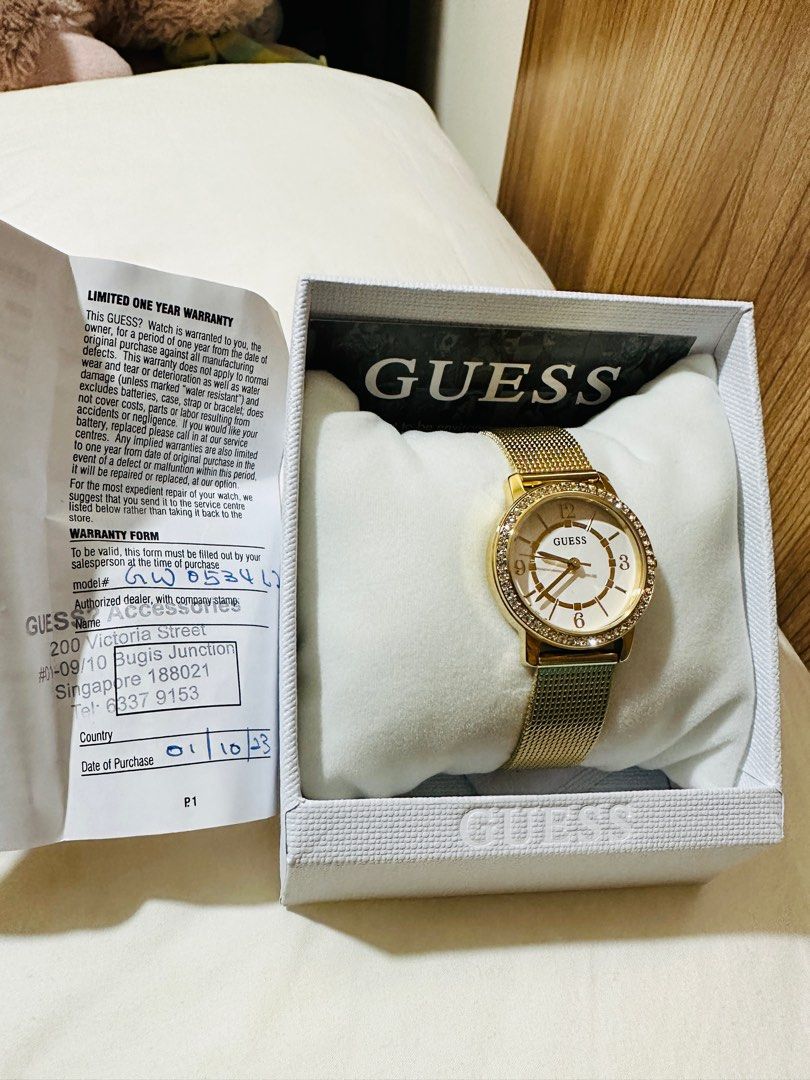 LIMITED ONE YEAR WARRANTY
This GUESS? Watch is warranted to you, the
owner, for a period of one year from the date of
original purchase against all manufacturing
defects. This warranty does not apply to normal
wear and tear or deterioration as well as water
damage (unless marked "water resistant") and
excludes batteries, case, strap or bracelet; does
not cover costs, parts or labor resulting from
accidents or negligence. If you would like your
battery, replaced please call in at our service
centres. Any implied warranties are also limited
to one year from date of original purchase in the
event of a defect or malfuntion within this period,
it will be repaired or replaced, at our option.
For the most expedient repair of your watch, we
suggest that you send it to the service centre
listed below rather than taking it back to the
store.
WARRANTY FORM
To be valid, this form must be filled out by your
salesperson at the time of purchase
model# GW 0534L
Authorized dealer, with company stamp:
Name
GUESS? Accessories
200 Victoria Street
#01-09/10 Bugis Junction
Singapore 188021
Tel: 6337 9153
Country
Date of Purchase 01/10/23
P.1
GUESS
12
GUESS
9 3
6
GUESS